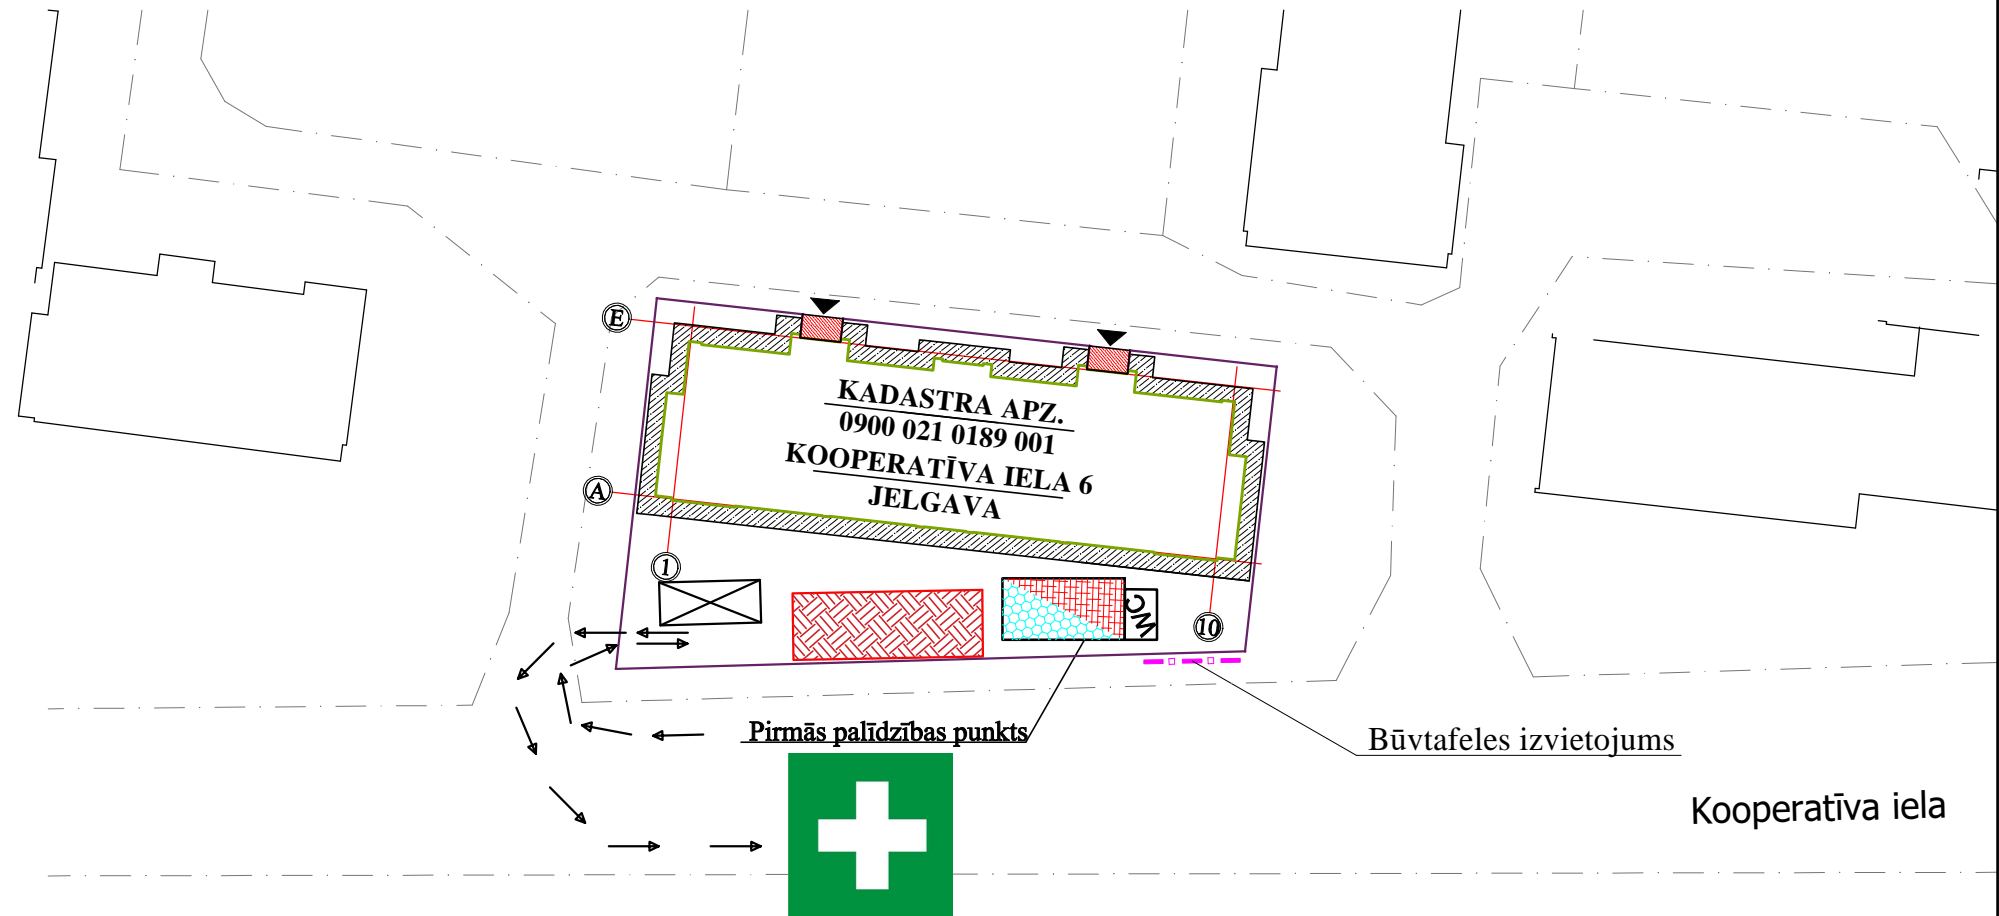 E
KADASTRA APZ.
0900 021 0189 001
KOOPERATĪVA IELA 6
JELGAVA
A
1
WC
10
Pirmās palīdzības punkts
Būvtafeles izvietojums
Kooperatīva iela